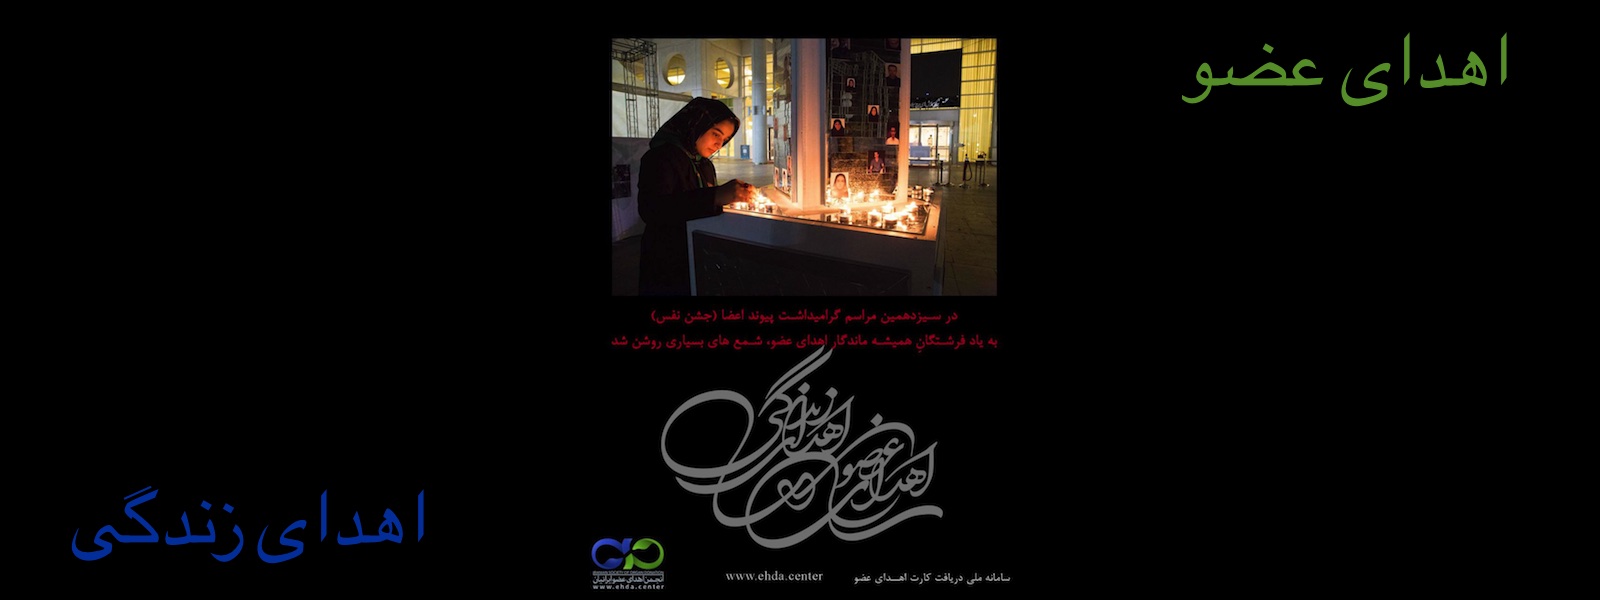 اهدای عضو
در سیزدهمین مراسم گرامیداشت پیوند اعضا (جشن نفس)
به یاد فرشتگانِ همیشه ماندگار اهدای عضو، شمع های بسیاری روشن شد
اهدای عضو
اهدای زندگی
اهدای زندگی
انجمن اهدای عضو ایرانیان
www.ehda.center
www.ehda.center
سامانه ملی دریافت کارت اهدای عضو